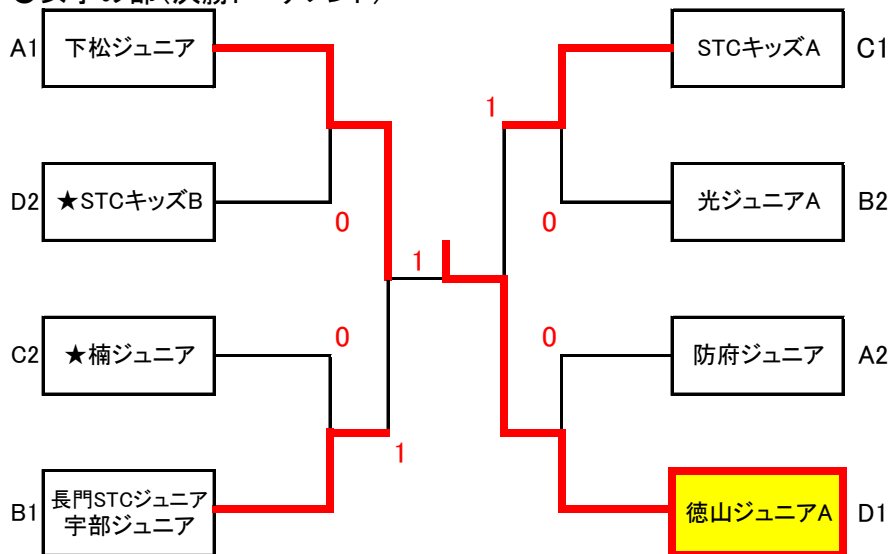 A1 下松ジュニア
STCキッズA C1
1
D2 ★STCキッズB
光ジュニアA B2
0
0
1
C2 ★楠ジュニア
防府ジュニア A2
0
0
1
B1 長門STCジュニア
宇部ジュニア
徳山ジュニアA D1